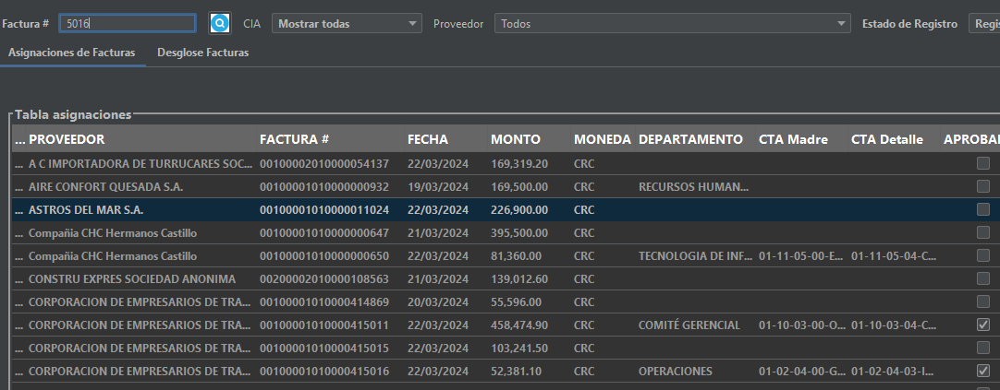 Factura # 5016 CIA Mostrar todas Proveedor Todos Estado de Registro Regis
Asignaciones de Facturas Desglose Facturas
Tabla asignaciones
... PROVEEDOR FACTURA # FECHA MONTO MONEDA DEPARTAMENTO CTA Madre CTA Detalle APROBA
... A C IMPORTADORA DE TURRUCARES SOC... 00100002010000054137 22/03/2024 169,319.20 CRC
... AIRE CONFORT QUESADA S.A. 00100001010000000932 19/03/2024 169,500.00 CRC RECURSOS HUMAN...
... ASTROS DEL MAR S.A. 00100001010000011024 22/03/2024 226,900.00 CRC
... Compañia CHC Hermanos Castillo 00100001010000000647 21/03/2024 395,500.00 CRC
... Compañia CHC Hermanos Castillo 00100001010000000650 22/03/2024 81,360.00 CRC TECNOLOGIA DE INF... 01-11-05-00-E... 01-11-05-04-C...
... CONSTRU EXPRES SOCIEDAD ANONIMA 00200002010000108563 21/03/2024 139,012.60 CRC
... CORPORACION DE EMPRESARIOS DE TRA... 00100001010000414869 20/03/2024 55,596.00 CRC
... CORPORACION DE EMPRESARIOS DE TRA... 00100001010000415011 22/03/2024 458,474.90 CRC COMITÉ GERENCIAL 01-10-03-00-O... 01-10-03-04-C...
... CORPORACION DE EMPRESARIOS DE TRA... 00100001010000415015 22/03/2024 103,241.50 CRC
... CORPORACION DE EMPRESARIOS DE TRA... 00100001010000415016 22/03/2024 52,381.10 CRC OPERACIONES 01-02-04-00-G... 01-02-04-03-I...